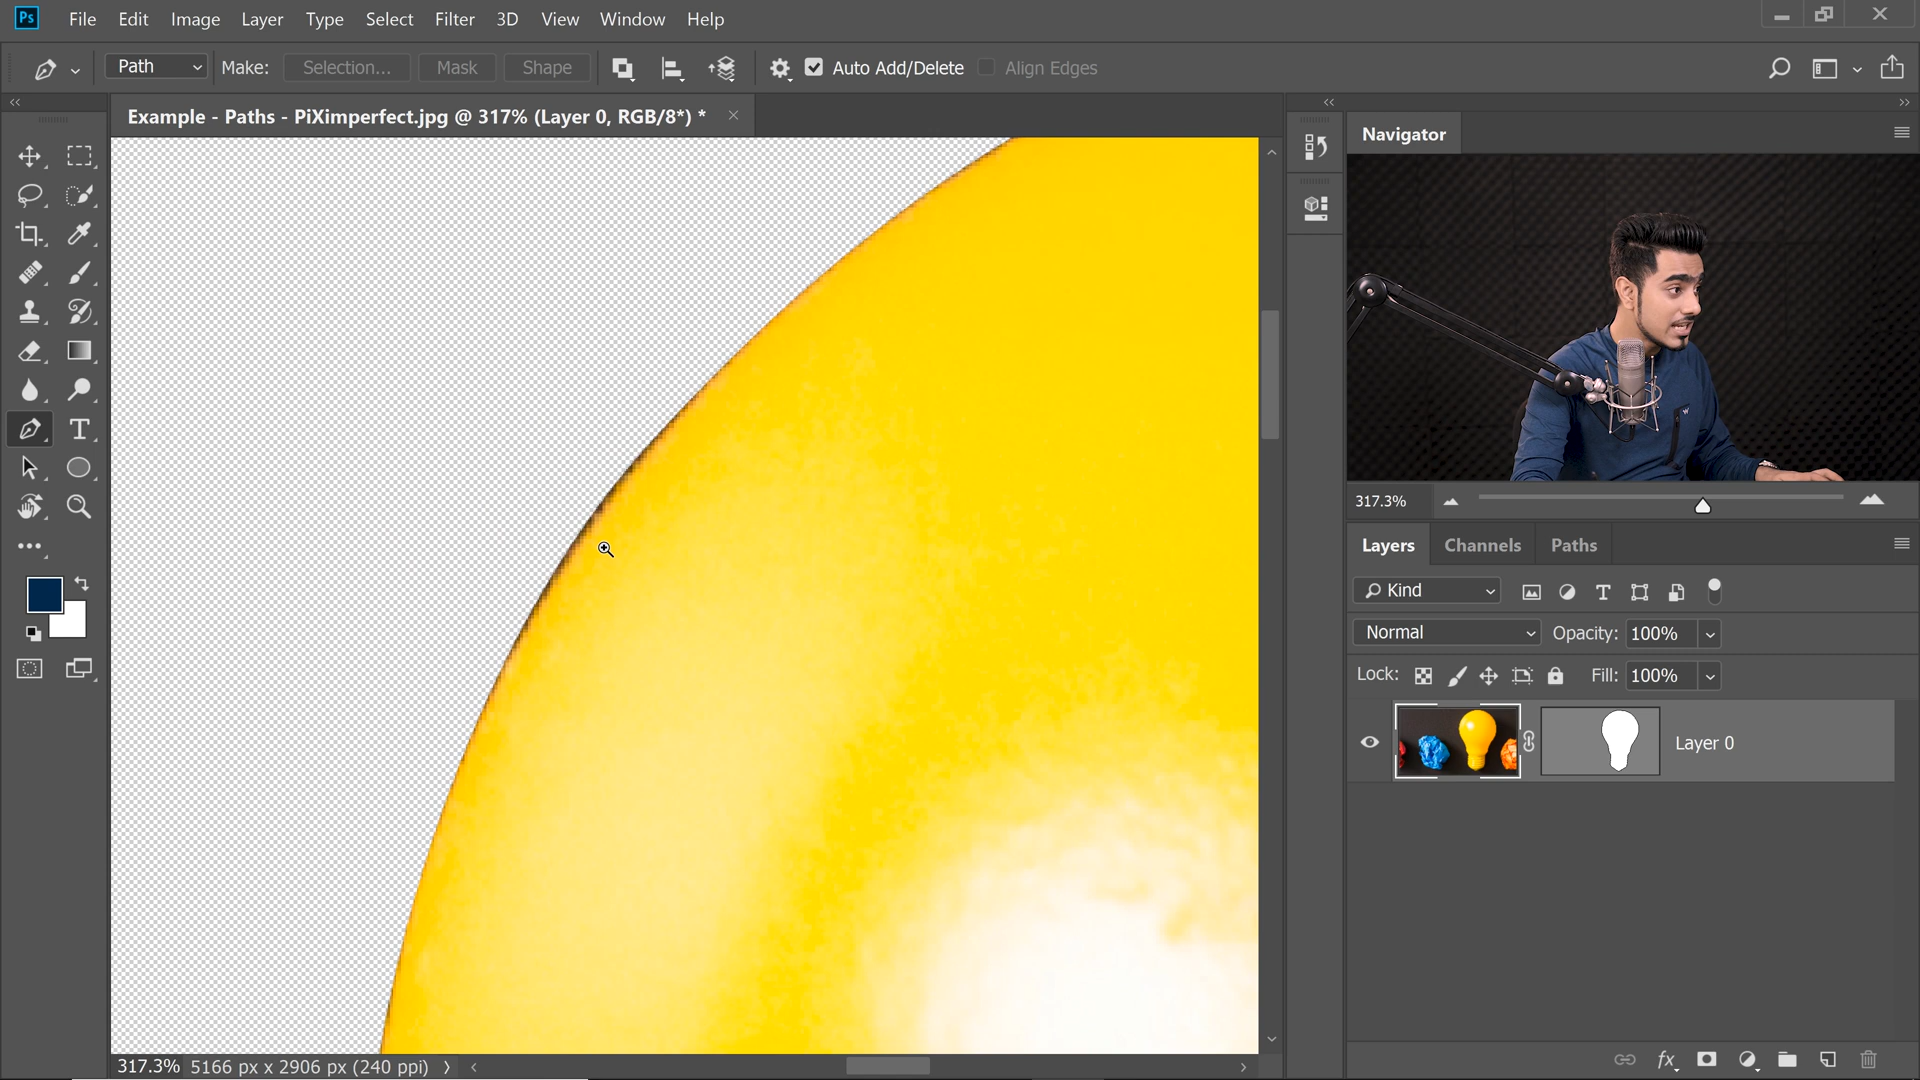 Ps File Edit Image Layer Type Select Filter 3D View Window Help
Path Make: Selection... Mask Shape Auto Add/Delete Align Edges
Example - Paths - PiXimperfect.jpg @ 317% (Layer 0, RGB/8*) *
Navigator
317.3%
Layers Channels Paths
Kind
Normal Opacity: 100%
Lock: Fill: 100%
Layer 0
317.3% 5166 px x 2906 px (240 ppi)